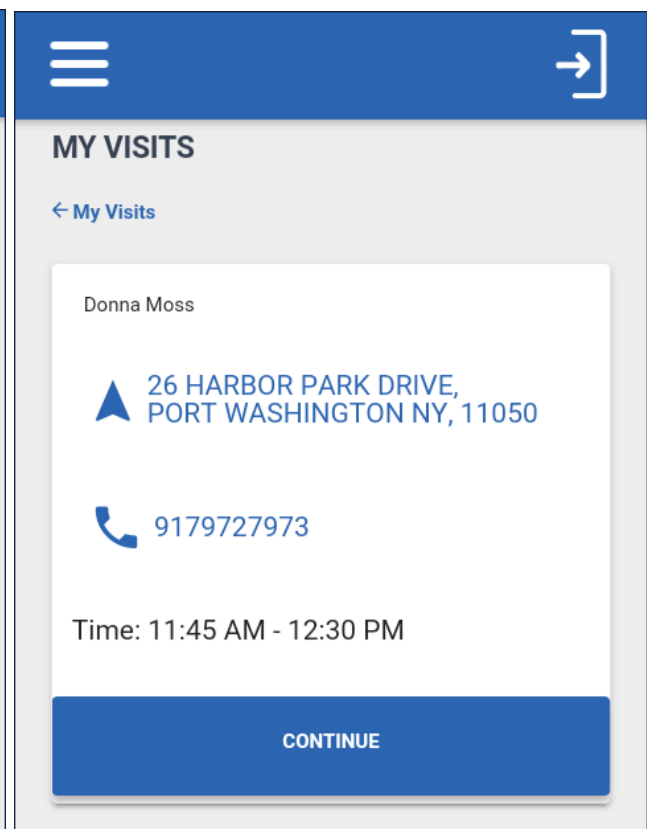 MY VISITS
← My Visits
Donna Moss
26 HARBOR PARK DRIVE,
PORT WASHINGTON NY, 11050
9179727973
Time: 11:45 AM - 12:30 PM
CONTINUE